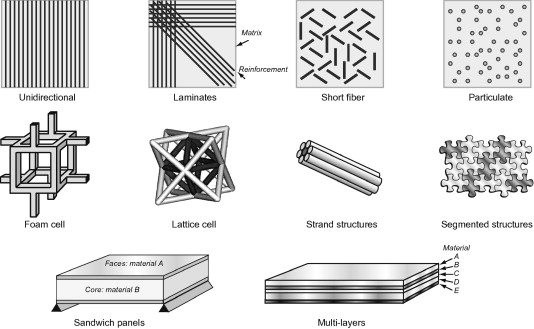 Matrix
Reinforcement
Unidirectional
Laminates
Short fiber
Particulate
Foam cell
Lattice cell
Strand structures
Segmented structures
Faces: material A
Core: material B
Material
A
B
C
D
E
Sandwich panels
Multi-layers